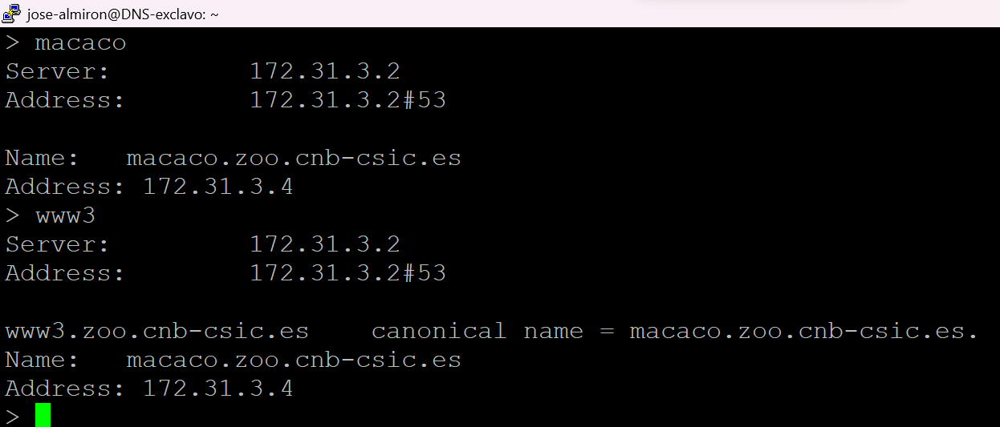 jose-almiron@DNS-exclavo: ~
> macaco
Server:         172.31.3.2
Address:        172.31.3.2#53
Name:   macaco.zoo.cnb-csic.es
Address: 172.31.3.4
> www3
Server:         172.31.3.2
Address:        172.31.3.2#53
www3.zoo.cnb-csic.es    canonical name = macaco.zoo.cnb-csic.es.
Name:   macaco.zoo.cnb-csic.es
Address: 172.31.3.4
>